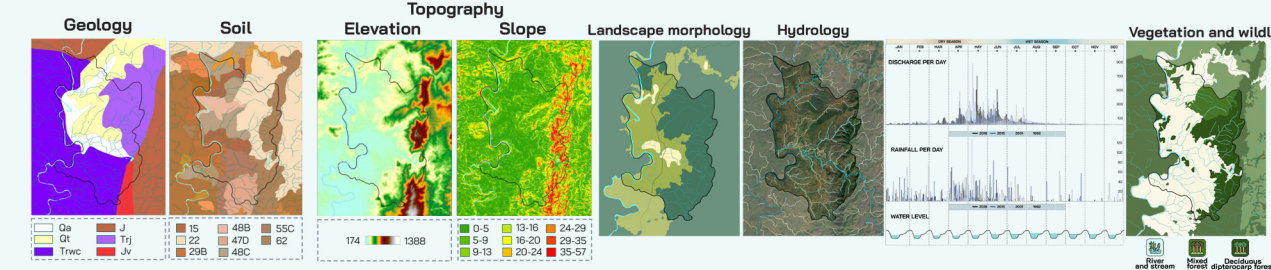 Topography
Geology
Soil
Elevation
Slope
Landscape morphology
Hydrology
Vegetation and wildl
DRY SEASON
WET SEASON
JAN FEB MAR APR MAY JUN JUL AUG SEP OCT NOV DEC
DISCHARGE PER DAY
RAINFALL PER DAY
WATER LEVEL
Qa J
Qt Trj
Trwc Jv
15 48B 55C
22 47D 62
29B 48C
174 1388
0-5 13-16 24-29
5-9 16-20 29-35
9-13 20-24 35-57
River and stream
Mixed forest
Deciduous dipterocarp fores